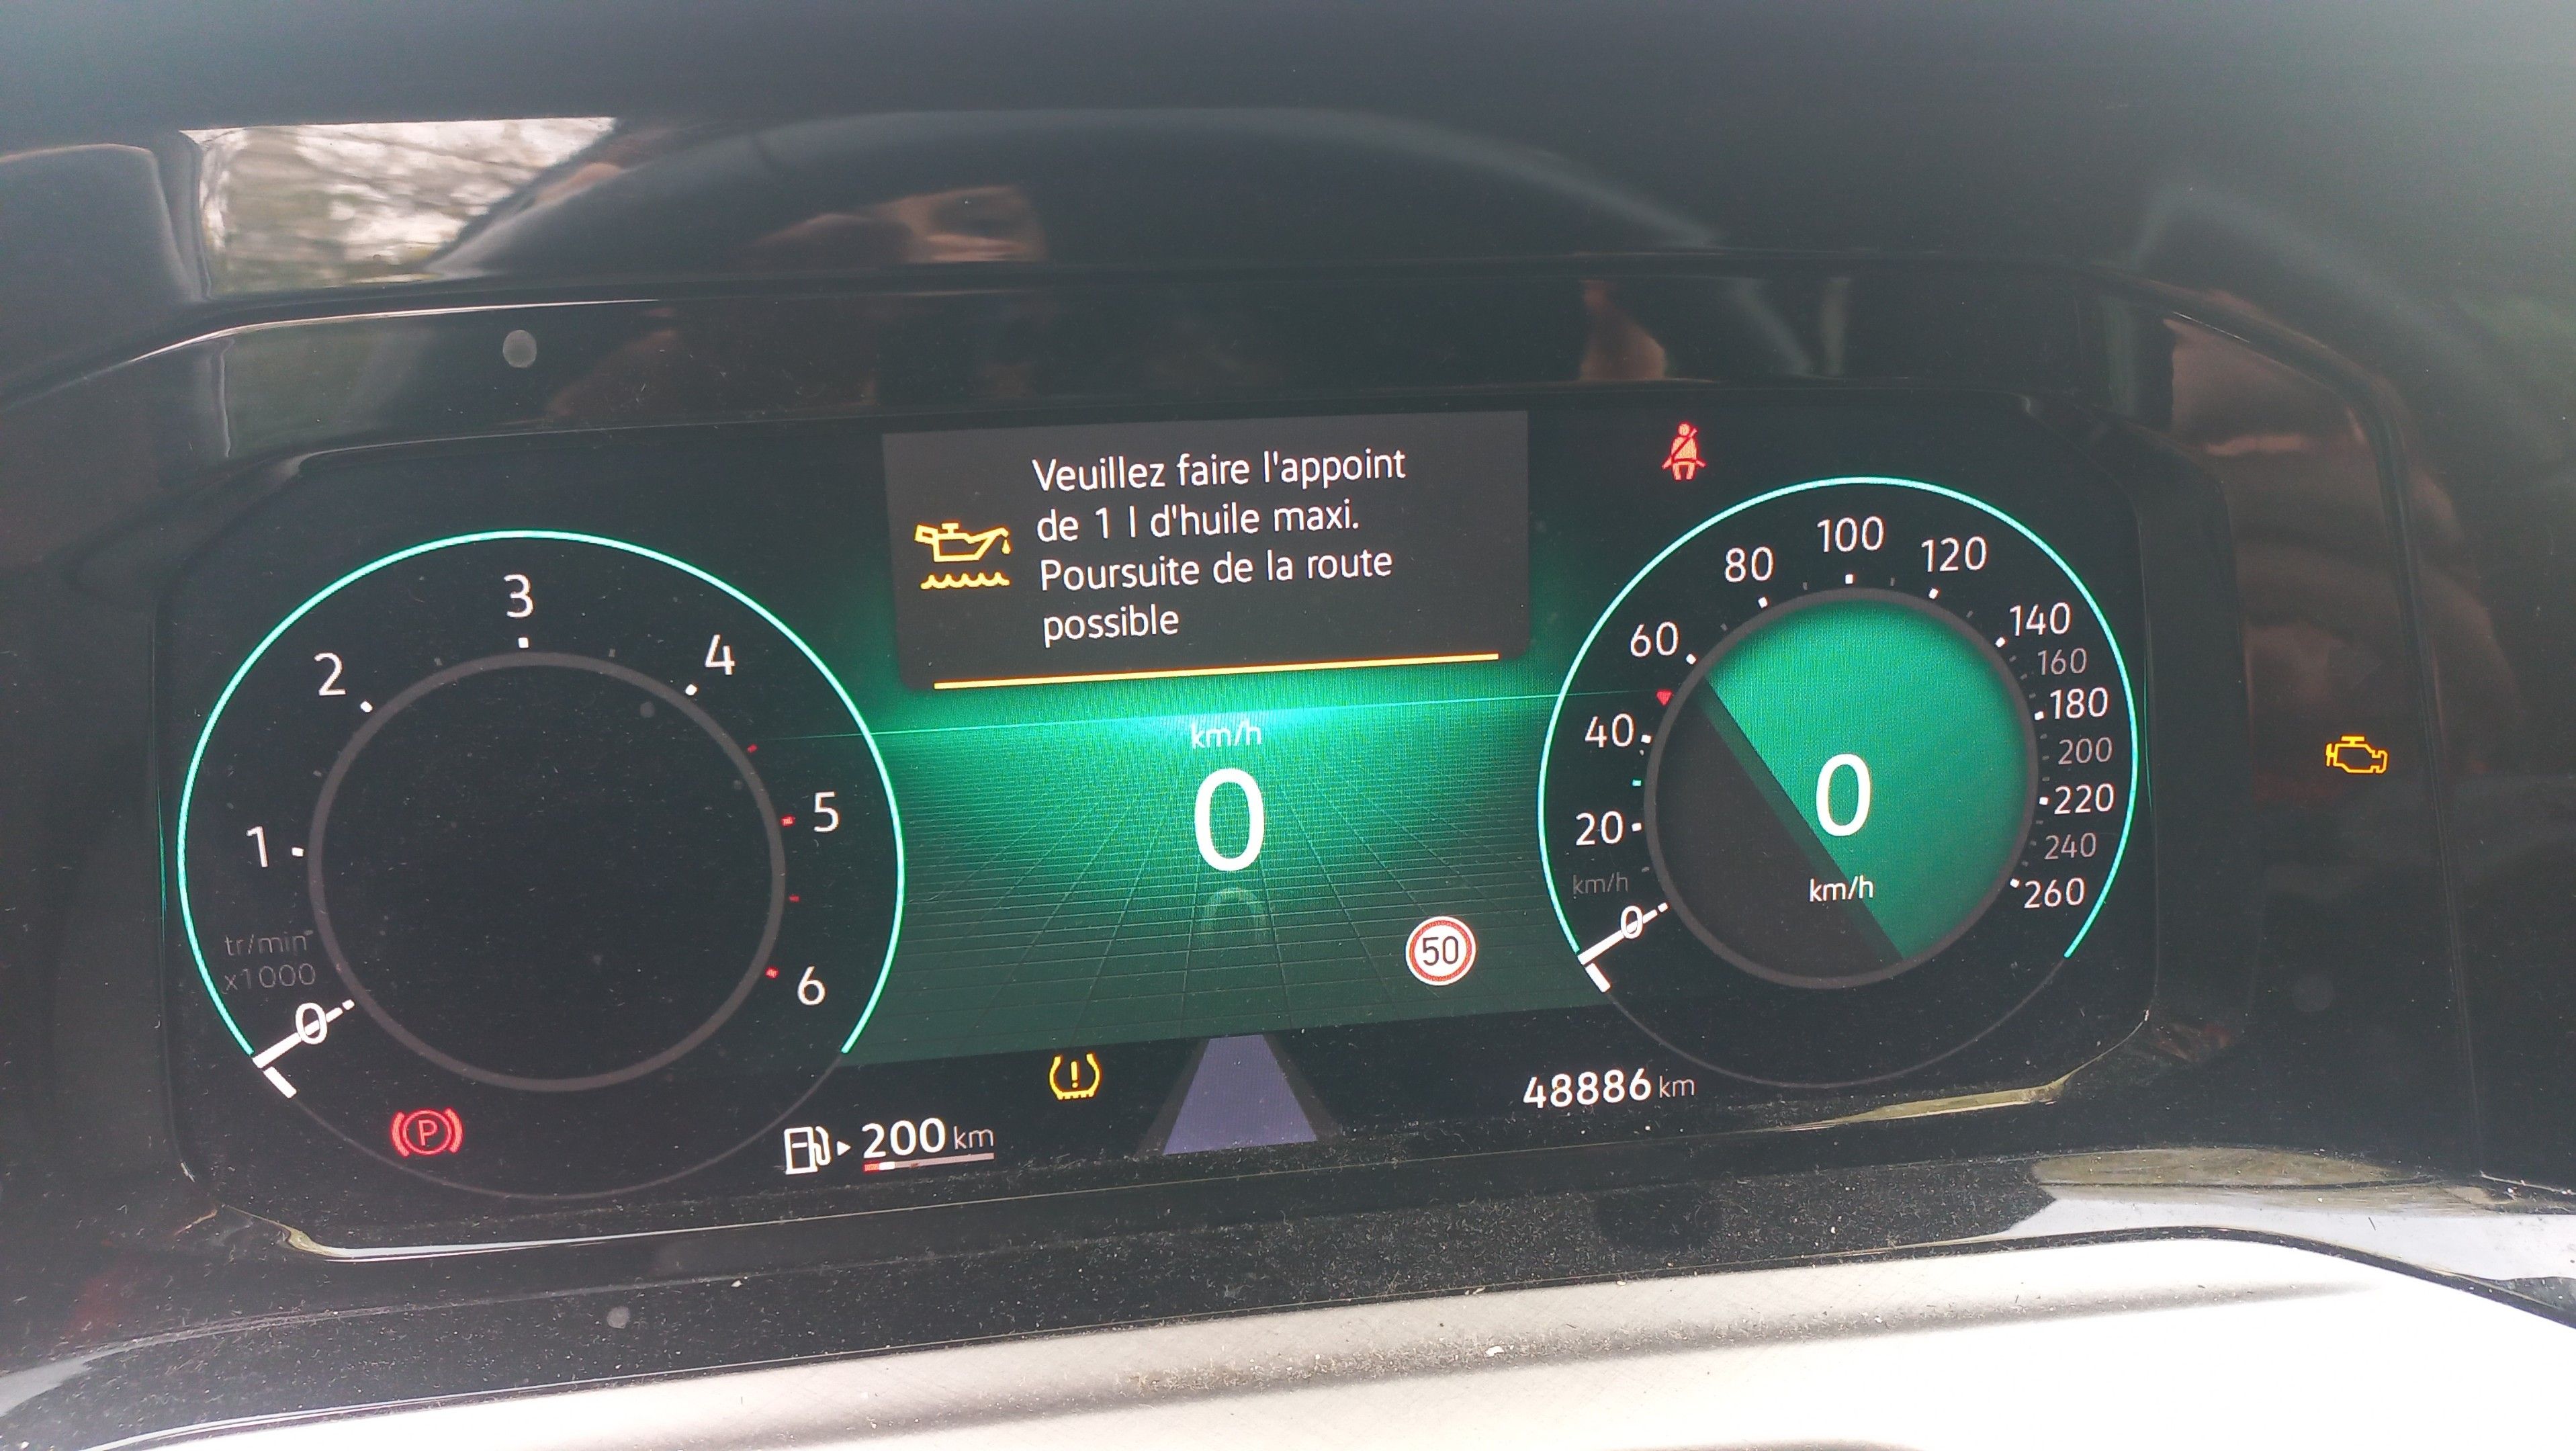 Veuillez faire l'appoint
de 1 l d'huile maxi.
Poursuite de la route
possible
0
1
2
3
4
5
6
tr/min
x1000
km/h
0
50
0
20
40
60
80
100
120
140
160
180
200
220
240
260
km/h
0
km/h
P
200 km
48886 km